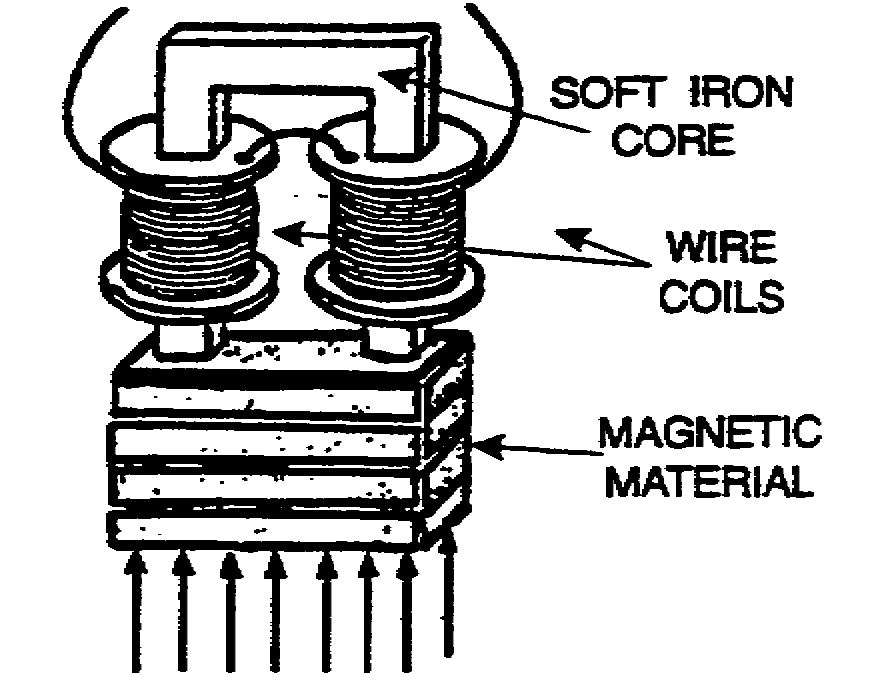 SOFT IRON
CORE
WIRE
COILS
MAGNETIC
MATERIAL